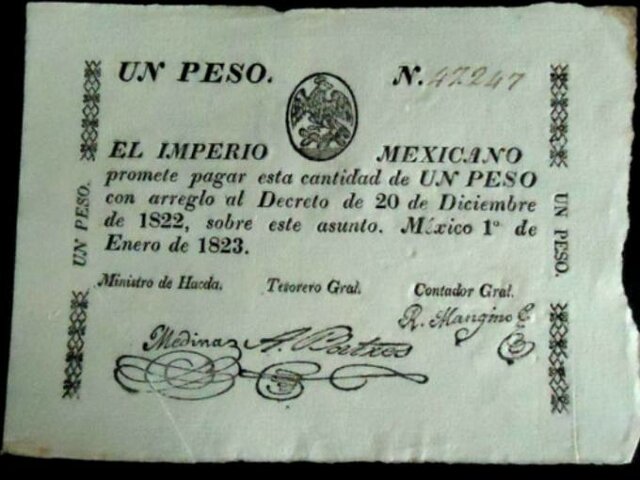 UN PESO. N. 47247
EL IMPERIO MEXICANO
promete pagar esta cantidad de UN PESO
con arreglo al Decreto de 20 de Diciembre
de 1822, sobre este asunto. México 1º de
Enero de 1823.
UN PESO.
UN PESO.
Ministro de Hacda. Tesorero Gral. Contador Gral.
R. Mangino
Medina A.